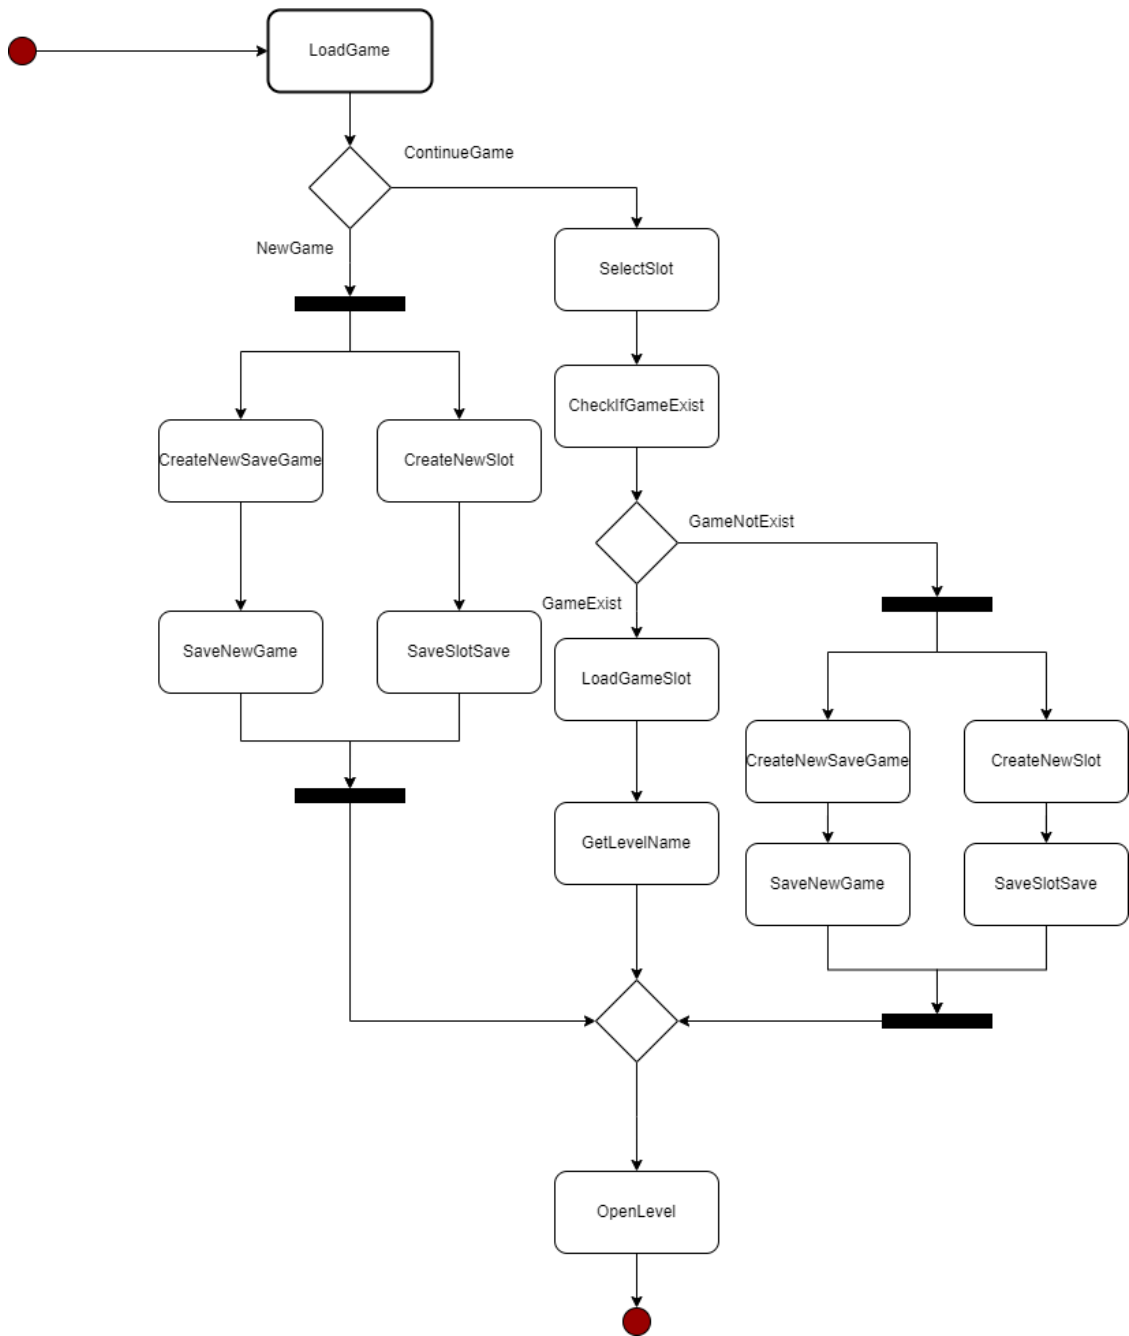 LoadGame
ContinueGame
NewGame
SelectSlot
CheckIfGameExist
CreateNewSaveGame
CreateNewSlot
GameNotExist
GameExist
SaveNewGame
SaveSlotSave
LoadGameSlot
CreateNewSaveGame
CreateNewSlot
GetLevelName
SaveNewGame
SaveSlotSave
OpenLevel